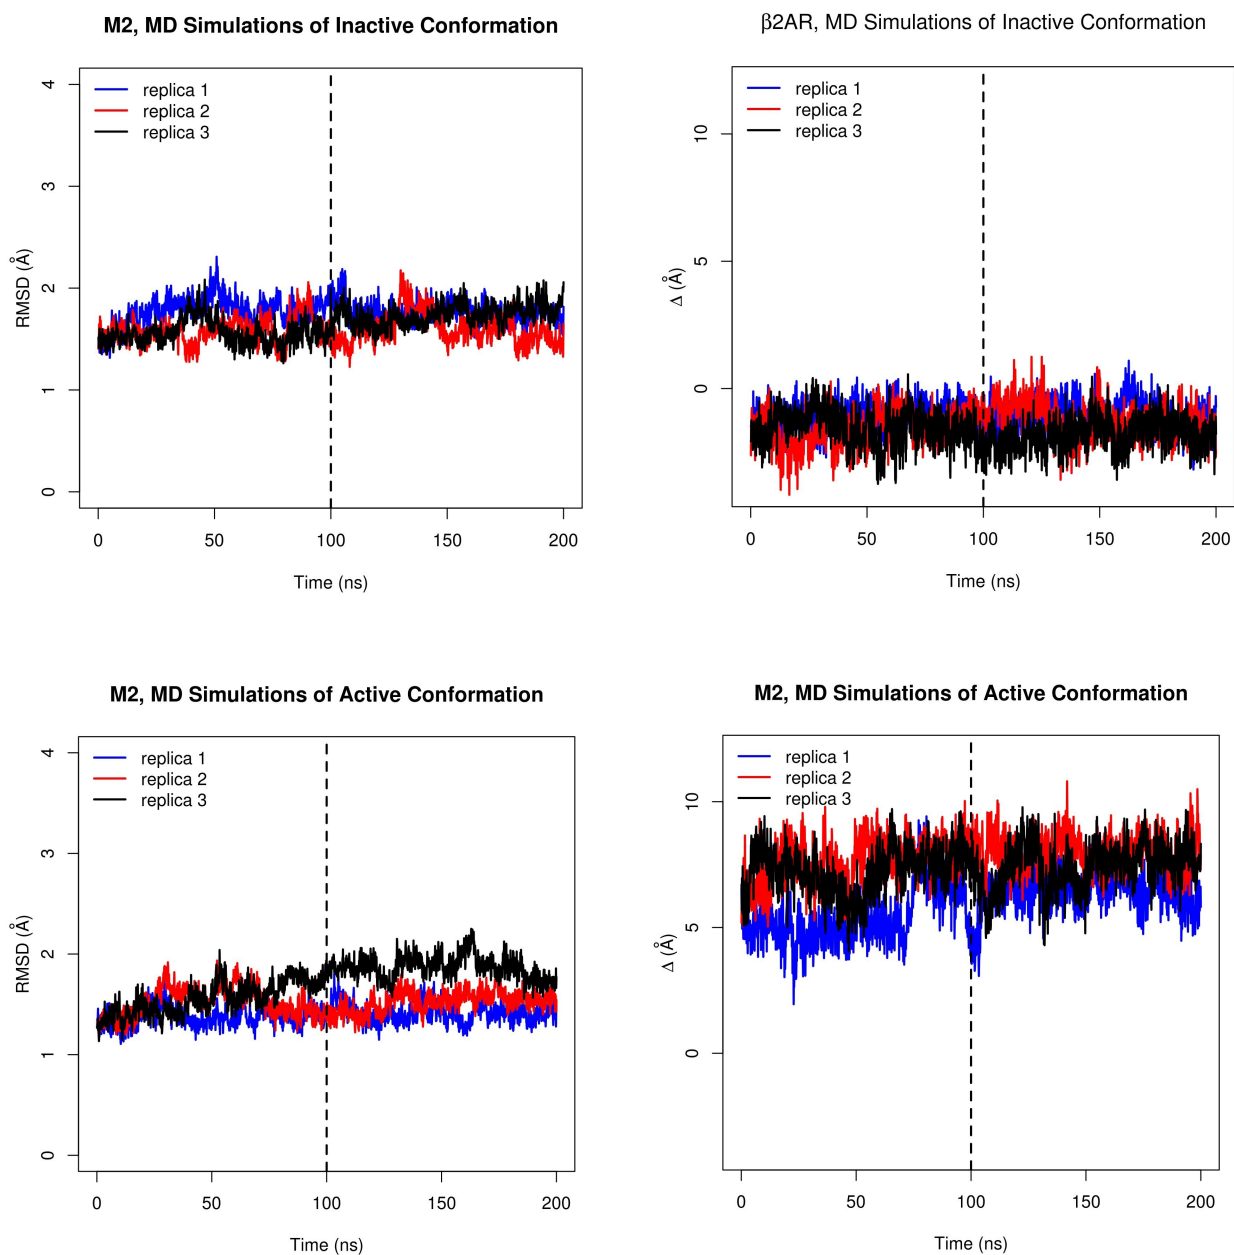 M2, MD Simulations of Inactive Conformation
RMSD (Å)
4
3
2
1
0
replica 1
replica 2
replica 3
0 50 100 150 200
Time (ns)
β2AR, MD Simulations of Inactive Conformation
Δ (Å)
10
5
0
replica 1
replica 2
replica 3
0 50 100 150 200
Time (ns)
M2, MD Simulations of Active Conformation
RMSD (Å)
4
3
2
1
0
replica 1
replica 2
replica 3
0 50 100 150 200
Time (ns)
M2, MD Simulations of Active Conformation
Δ (Å)
10
5
0
replica 1
replica 2
replica 3
0 50 100 150 200
Time (ns)